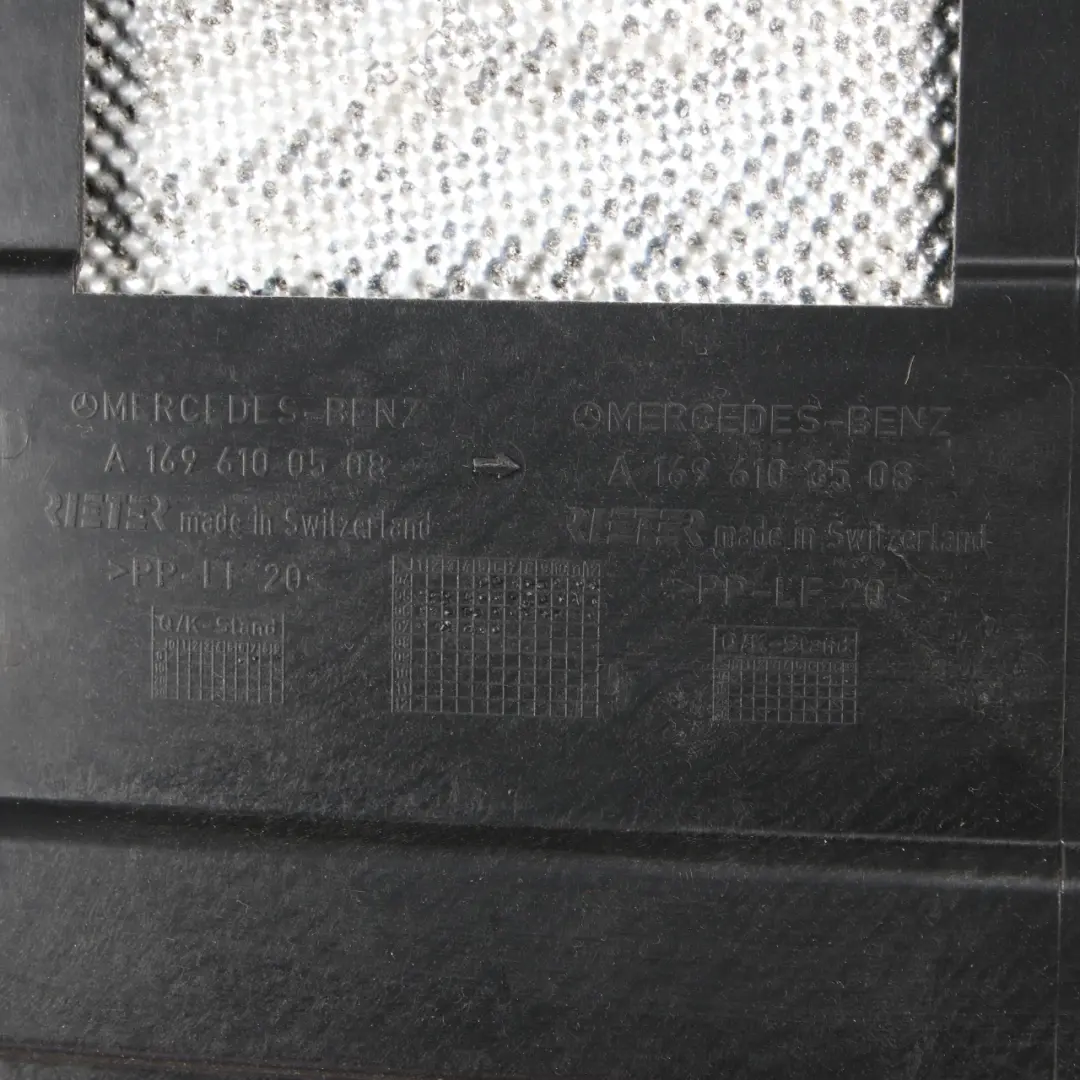 MERCEDES-BENZ
A 169 610 05 08
RIETER made in Switzerland
>PP-LF 20<
Q/K-Stand
MERCEDES-BENZ
A 169 610 35 08
RIETER made in Switzerland
>PP-LF 20<
Q/K-Stand